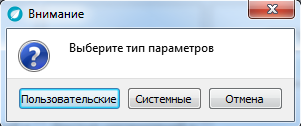 Внимание
Выберите тип параметров
Пользовательские Системные Отмена